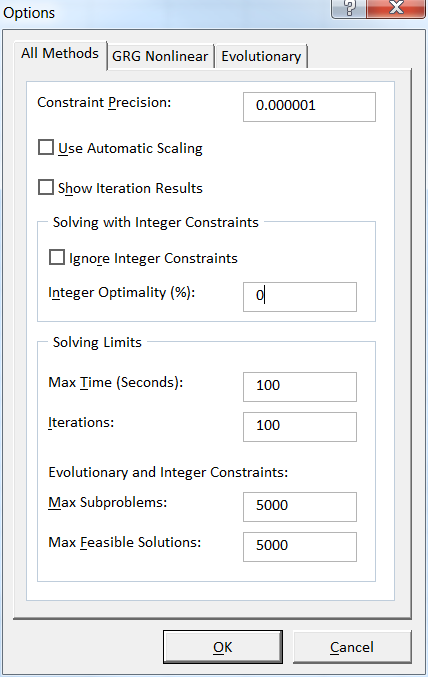 Options
All Methods GRG Nonlinear Evolutionary
Constraint Precision: 0.000001
Use Automatic Scaling
Show Iteration Results
Solving with Integer Constraints
Ignore Integer Constraints
Integer Optimality (%): 0
Solving Limits
Max Time (Seconds): 100
Iterations: 100
Evolutionary and Integer Constraints:
Max Subproblems: 5000
Max Feasible Solutions: 5000
OK Cancel